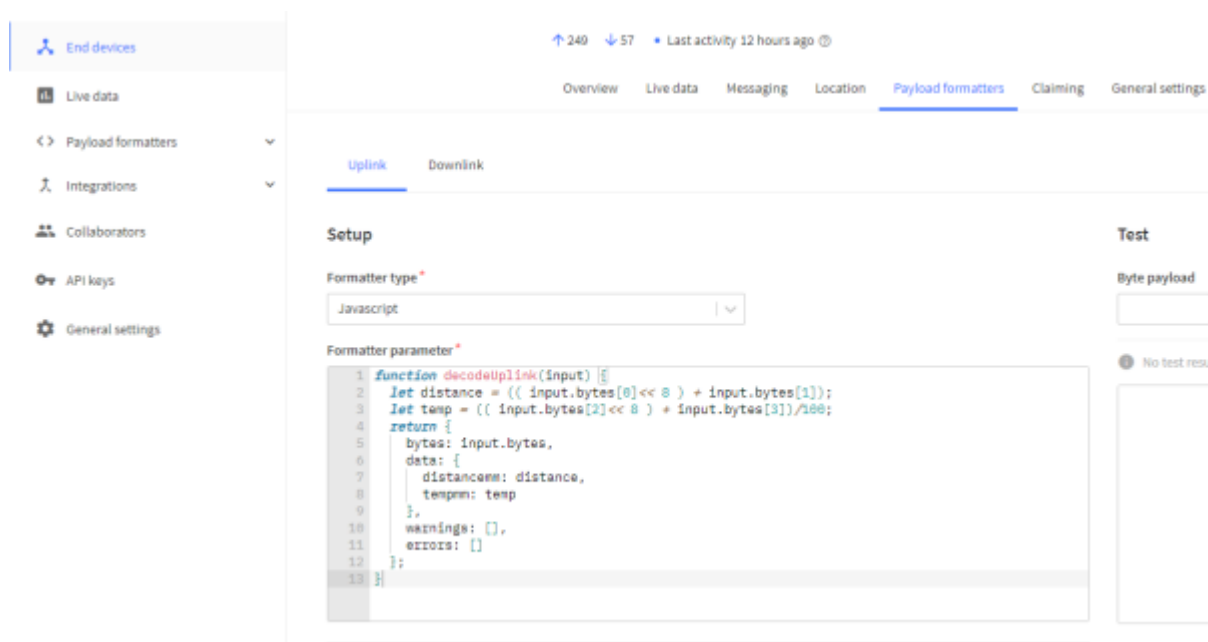 End devices
Live data
Payload formatters
Integrations
Collaborators
API keys
General settings
249 57 • Last activity 12 hours ago
Overview Live data Messaging Location Payload formatters Claiming General settings
Uplink Downlink
Setup
Formatter type*
Javascript
Formatter parameter*
1 function decodeUplink(input) {
2 let distance = (( input.bytes[0]<< 8 ) + input.bytes[1]);
3 let temp = (( input.bytes[2]<< 8 ) + input.bytes[3])/100;
4 return {
5 bytes: input.bytes,
6 data: {
7 distancemm: distance,
8 tempmm: temp
9 },
10 warnings: [],
11 errors: []
12 };
13 }
Test
Byte payload
No test resu